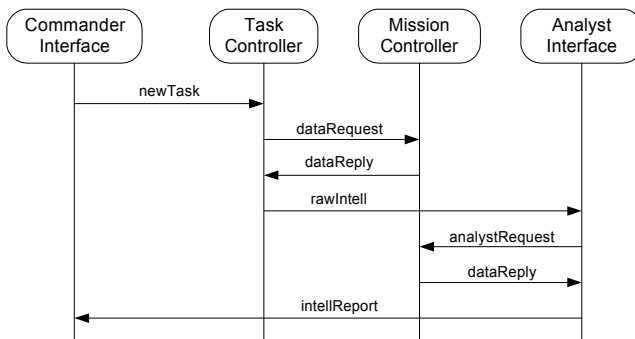 Commander
Interface
Task
Controller
Mission
Controller
Analyst
Interface
newTask
dataRequest
dataReply
rawIntell
analystRequest
dataReply
intellReport